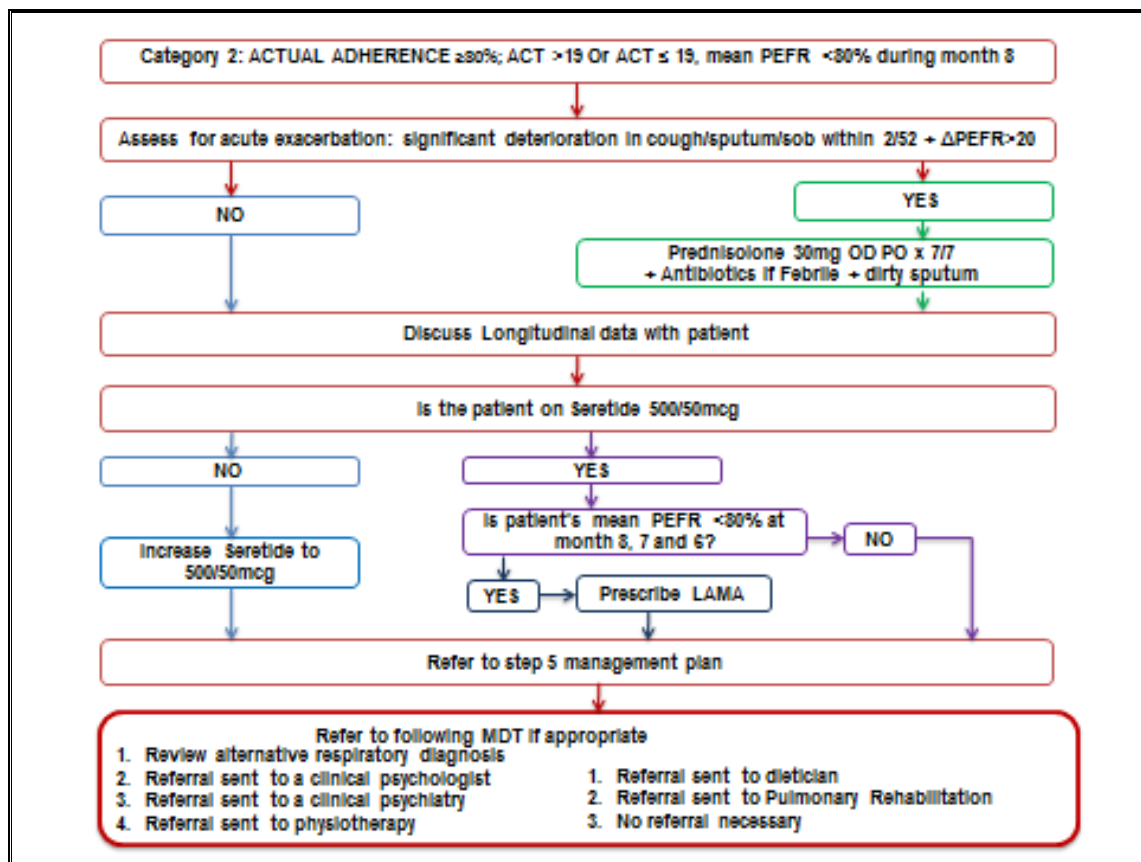 Category 2: ACTUAL ADHERENCE ≥80%; ACT >19 Or ACT ≤ 19, mean PEFR <80% during month 8
Assess for acute exacerbation: significant deterioration in cough/sputum/sob within 2/52 + ΔPEFR>20
NO
YES
Prednisolone 30mg OD PO x 7/7
+ Antibiotics if Febrile + dirty sputum
Discuss Longitudinal data with patient
Is the patient on Seretide 500/50mcg
NO
YES
Is patient's mean PEFR <80% at
month 8, 7 and 6?
NO
Increase Seretide to
500/50mcg
YES
Prescribe LAMA
Refer to step 5 management plan
Refer to following MDT if appropriate
1. Review alternative respiratory diagnosis
2. Referral sent to a clinical psychologist
3. Referral sent to a clinical psychiatry
4. Referral sent to physiotherapy
1. Referral sent to dietician
2. Referral sent to Pulmonary Rehabilitation
3. No referral necessary